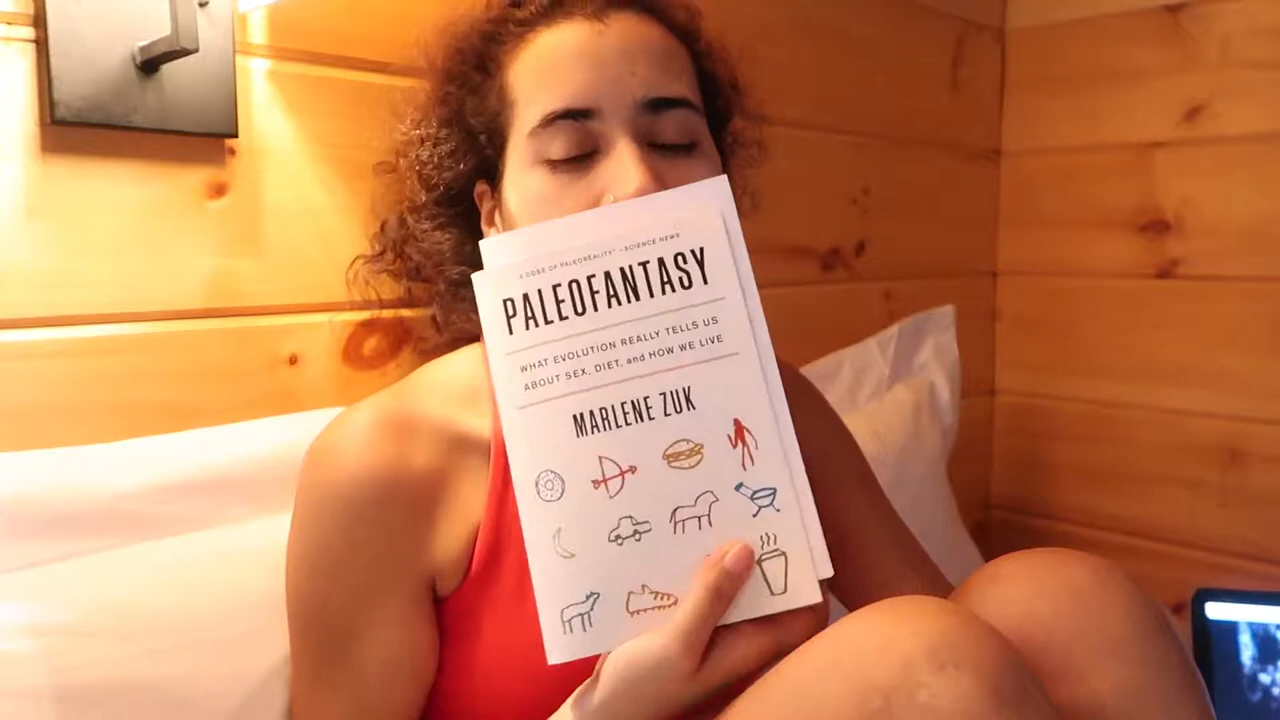 "A DOSE OF PALEOREALITY" —SCIENCE NEWS
PALEOFANTASY
WHAT EVOLUTION REALLY TELLS US
ABOUT SEX, DIET, and HOW WE LIVE
MARLENE ZUK